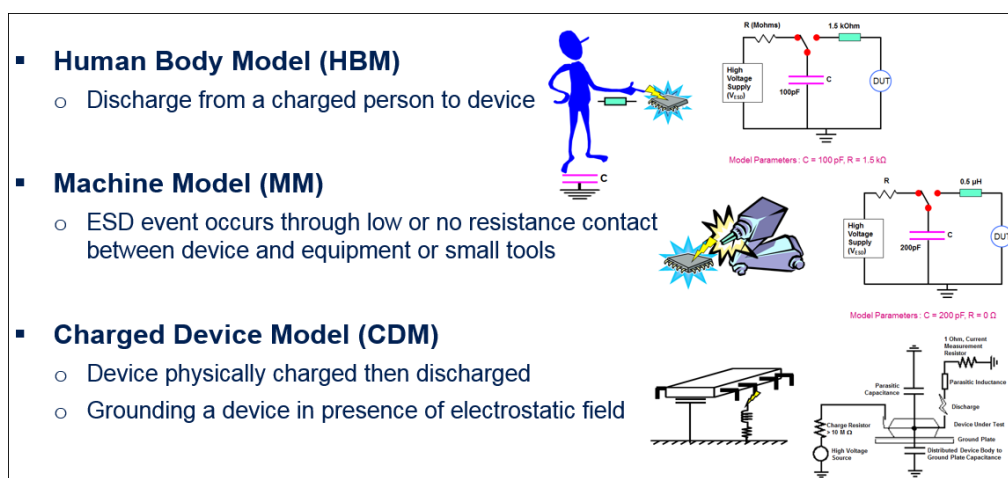 ▪ Human Body Model (HBM)
o Discharge from a charged person to device
C
R (Mohms)
1.5 kOhm
High
Voltage
Supply
(V_ESD)
C
100pF
DUT
Model Parameters : C = 100 pF, R = 1.5 kΩ
▪ Machine Model (MM)
o ESD event occurs through low or no resistance contact
between device and equipment or small tools
R
0.5 µH
High
Voltage
Supply
(V_ESD)
C
200pF
DUT
Model Parameters : C = 200 pF, R = 0 Ω
▪ Charged Device Model (CDM)
o Device physically charged then discharged
o Grounding a device in presence of electrostatic field
1 Ohm, Current
Measurement
Resistor
Parasitic
Capacitance
Parasitic Inductance
Discharge
Charge Resistor
> 10 M Ω
Device Under Test
Ground Plate
High Voltage
Source
Distributed Device Body to
Ground Plate Capacitance